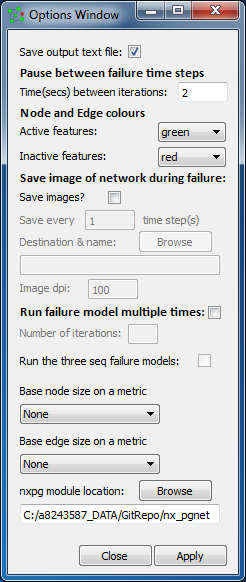 Options Window
Save output text file:
Pause between failure time steps
Time(secs) between iterations: 2
Node and Edge colours
Active features: green
Inactive features: red
Save image of network during failure:
Save images?
Save every 1 time step(s)
Destination & name: Browse
Image dpi: 100
Run failure model multiple times:
Number of iterations:
Run the three seq failure models:
Base node size on a metric
None
Base edge size on a metric
None
nxpg module location: Browse
C:/a8243587_DATA/GitRepo/nx_pgnet
Close Apply